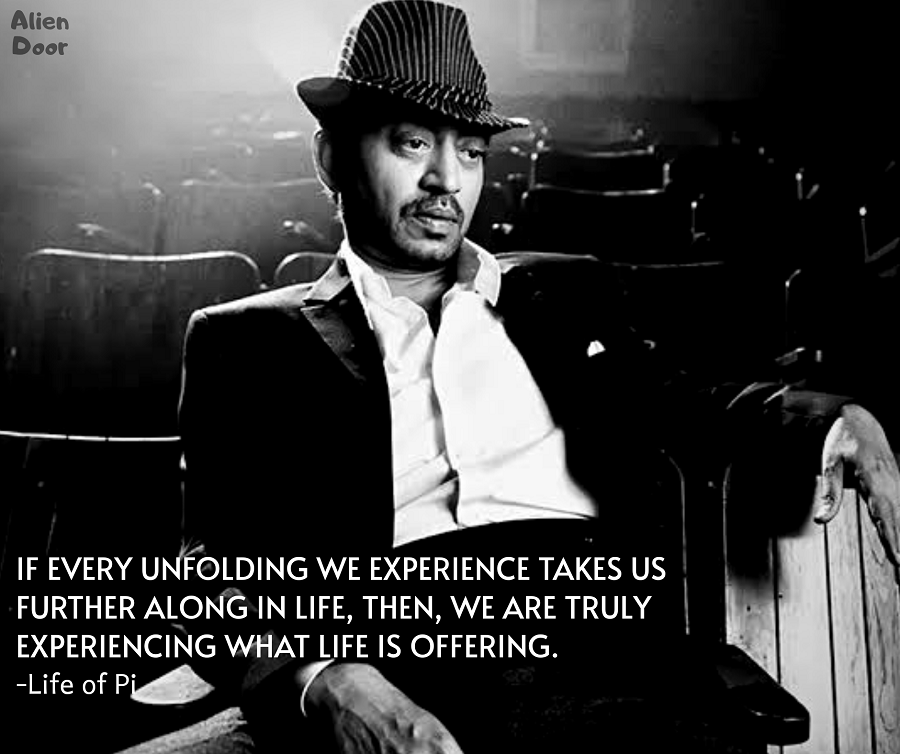 Alien
Door
IF EVERY UNFOLDING WE EXPERIENCE TAKES US
FURTHER ALONG IN LIFE, THEN, WE ARE TRULY
EXPERIENCING WHAT LIFE IS OFFERING.
-Life of Pi